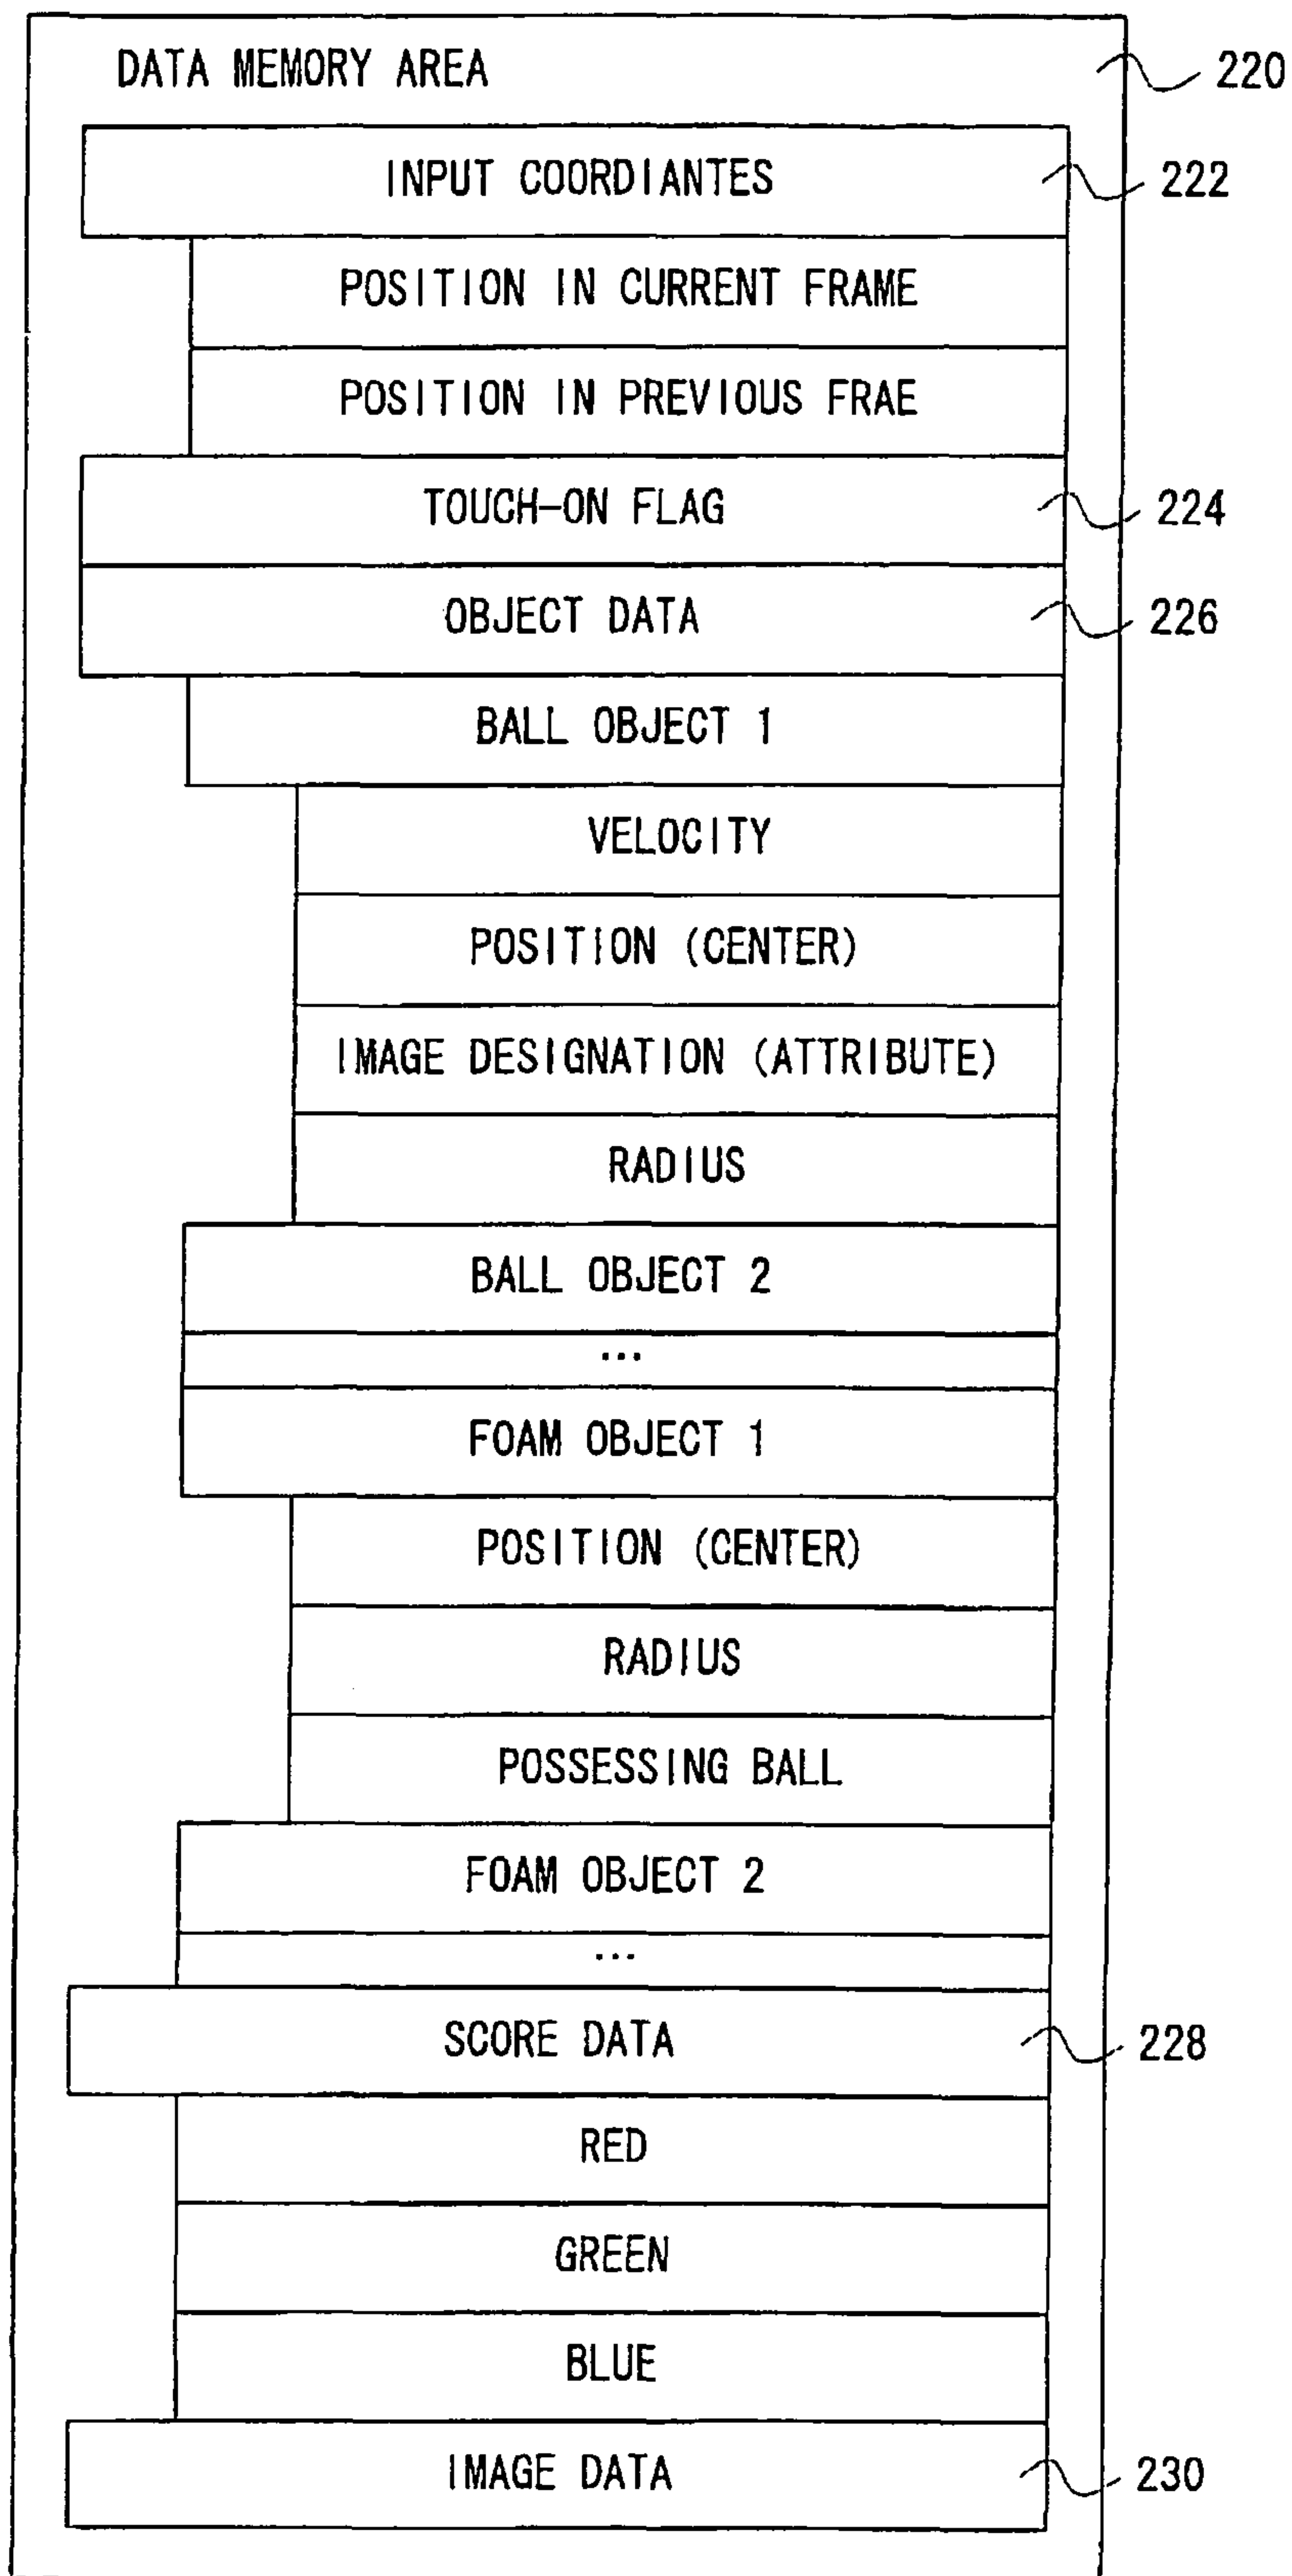 DATA MEMORY AREA 220
INPUT COORDIANTES 222
POSITION IN CURRENT FRAME
POSITION IN PREVIOUS FRAE
TOUCH-ON FLAG 224
OBJECT DATA 226
BALL OBJECT 1
VELOCITY
POSITION (CENTER)
IMAGE DESIGNATION (ATTRIBUTE)
RADIUS
BALL OBJECT 2
...
FOAM OBJECT 1
POSITION (CENTER)
RADIUS
POSSESSING BALL
FOAM OBJECT 2
...
SCORE DATA 228
RED
GREEN
BLUE
IMAGE DATA 230